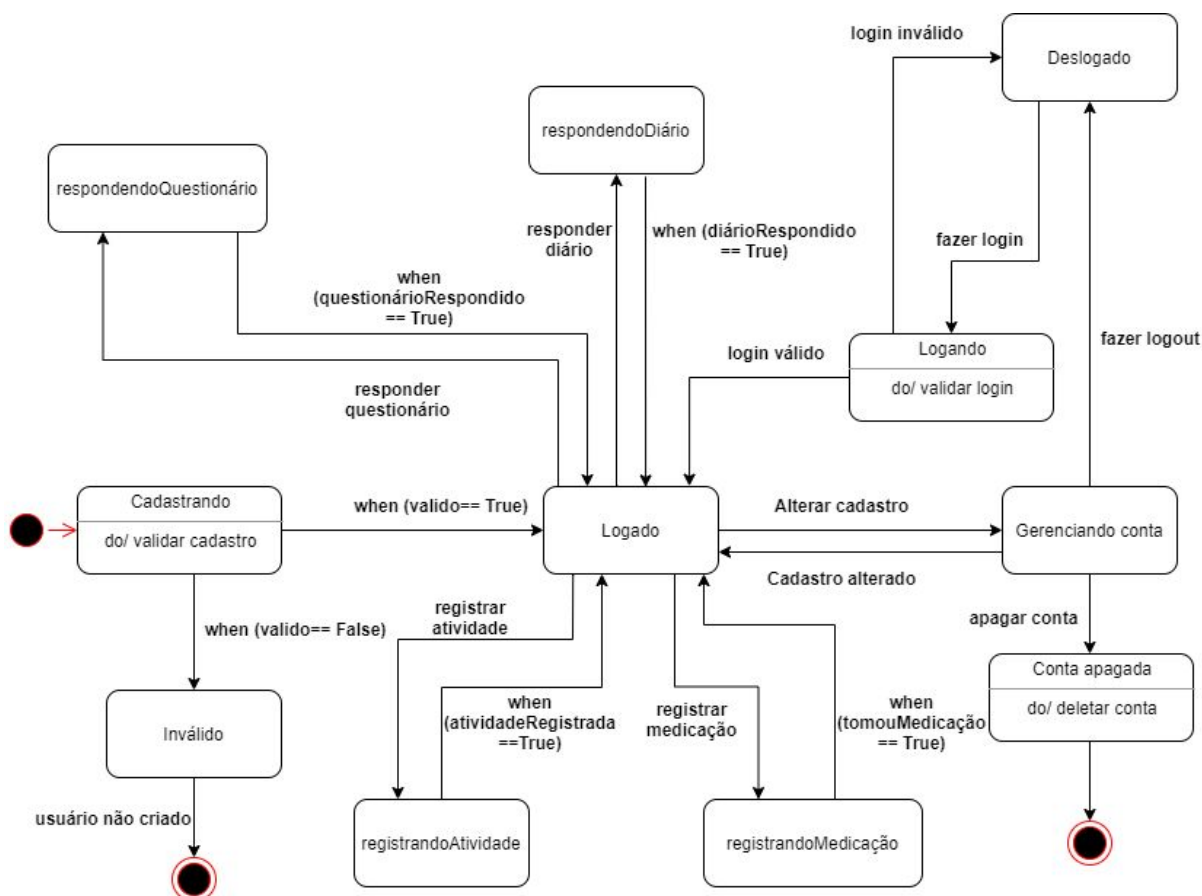 login inválido
Deslogado
respondendoDiário
respondendoQuestionário
responder
diário
when (diárioRespondido
== True)
fazer login
when
(questionárioRespondido
== True)
fazer logout
login válido
Logando
do/ validar login
responder
questionário
Cadastrando
do/ validar cadastro
when (valido== True)
Logado
Alterar cadastro
Gerenciando conta
Cadastro alterado
registrar
atividade
when (valido== False)
apagar conta
Conta apagada
do/ deletar conta
when
(atividadeRegistrada
==True)
registrar
medicação
when
(tomouMedicação
== True)
Inválido
usuário não criado
registrandoAtividade
registrandoMedicação